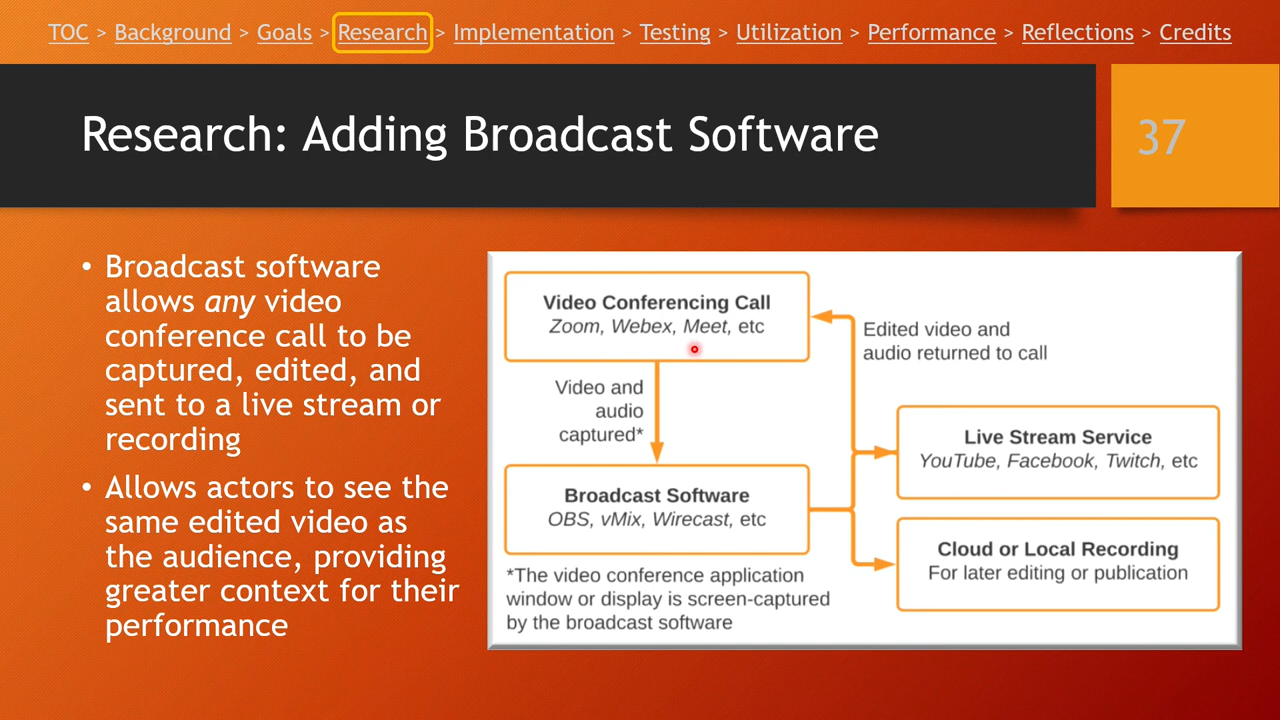 TOC > Background > Goals > Research > Implementation > Testing > Utilization > Performance > Reflections > Credits
Research: Adding Broadcast Software
37
• Broadcast software
allows any video
conference call to be
captured, edited, and
sent to a live stream or
recording
• Allows actors to see the
same edited video as
the audience, providing
greater context for their
performance
Video Conferencing Call
Zoom, Webex, Meet, etc
Edited video and
audio returned to call
Video and
audio
captured*
Live Stream Service
YouTube, Facebook, Twitch, etc
Broadcast Software
OBS, vMix, Wirecast, etc
Cloud or Local Recording
For later editing or publication
*The video conference application
window or display is screen-captured
by the broadcast software